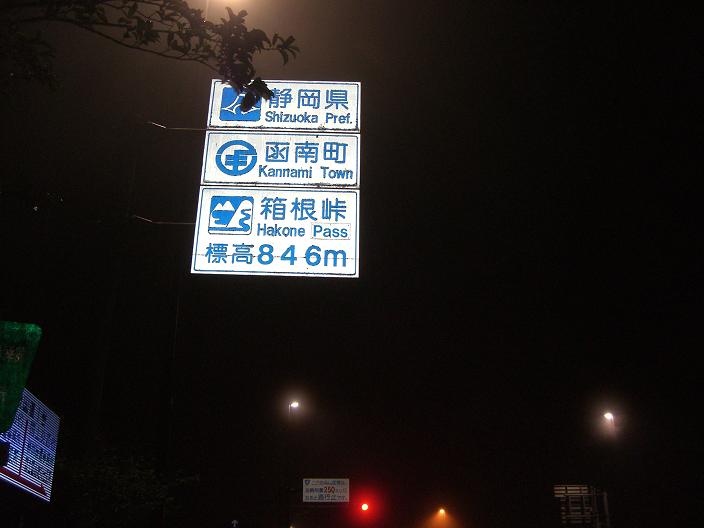 静岡県
Shizuoka Pref.
函南町
Kannami Town
箱根峠
Hakone Pass
標高846m